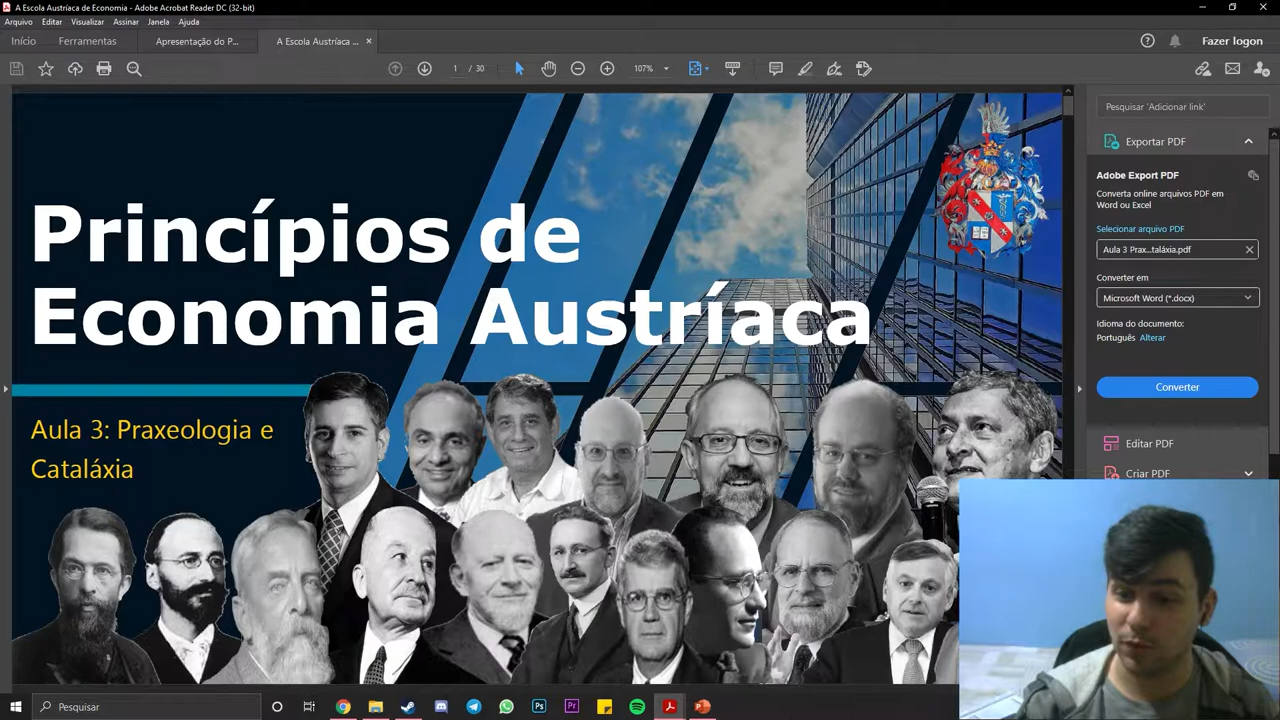 A Escola Austríaca de Economia - Adobe Acrobat Reader DC (32-bit)
Arquivo Editar Visualizar Assinar Janela Ajuda
Início Ferramentas Apresentação do P... A Escola Austríaca ... × Fazer logon
1 / 30 107%
Pesquisar 'Adicionar link'
Exportar PDF
Adobe Export PDF
Converta online arquivos PDF em
Word ou Excel
Selecionar arquivo PDF
Aula 3 Prax...taláxia.pdf
Converter em
Microsoft Word (*.docx)
Idioma do documento:
Português Alterar
Converter
Editar PDF
Criar PDF
Princípios de
Economia Austríaca
Aula 3: Praxeologia e
Cataláxia
Pesquisar